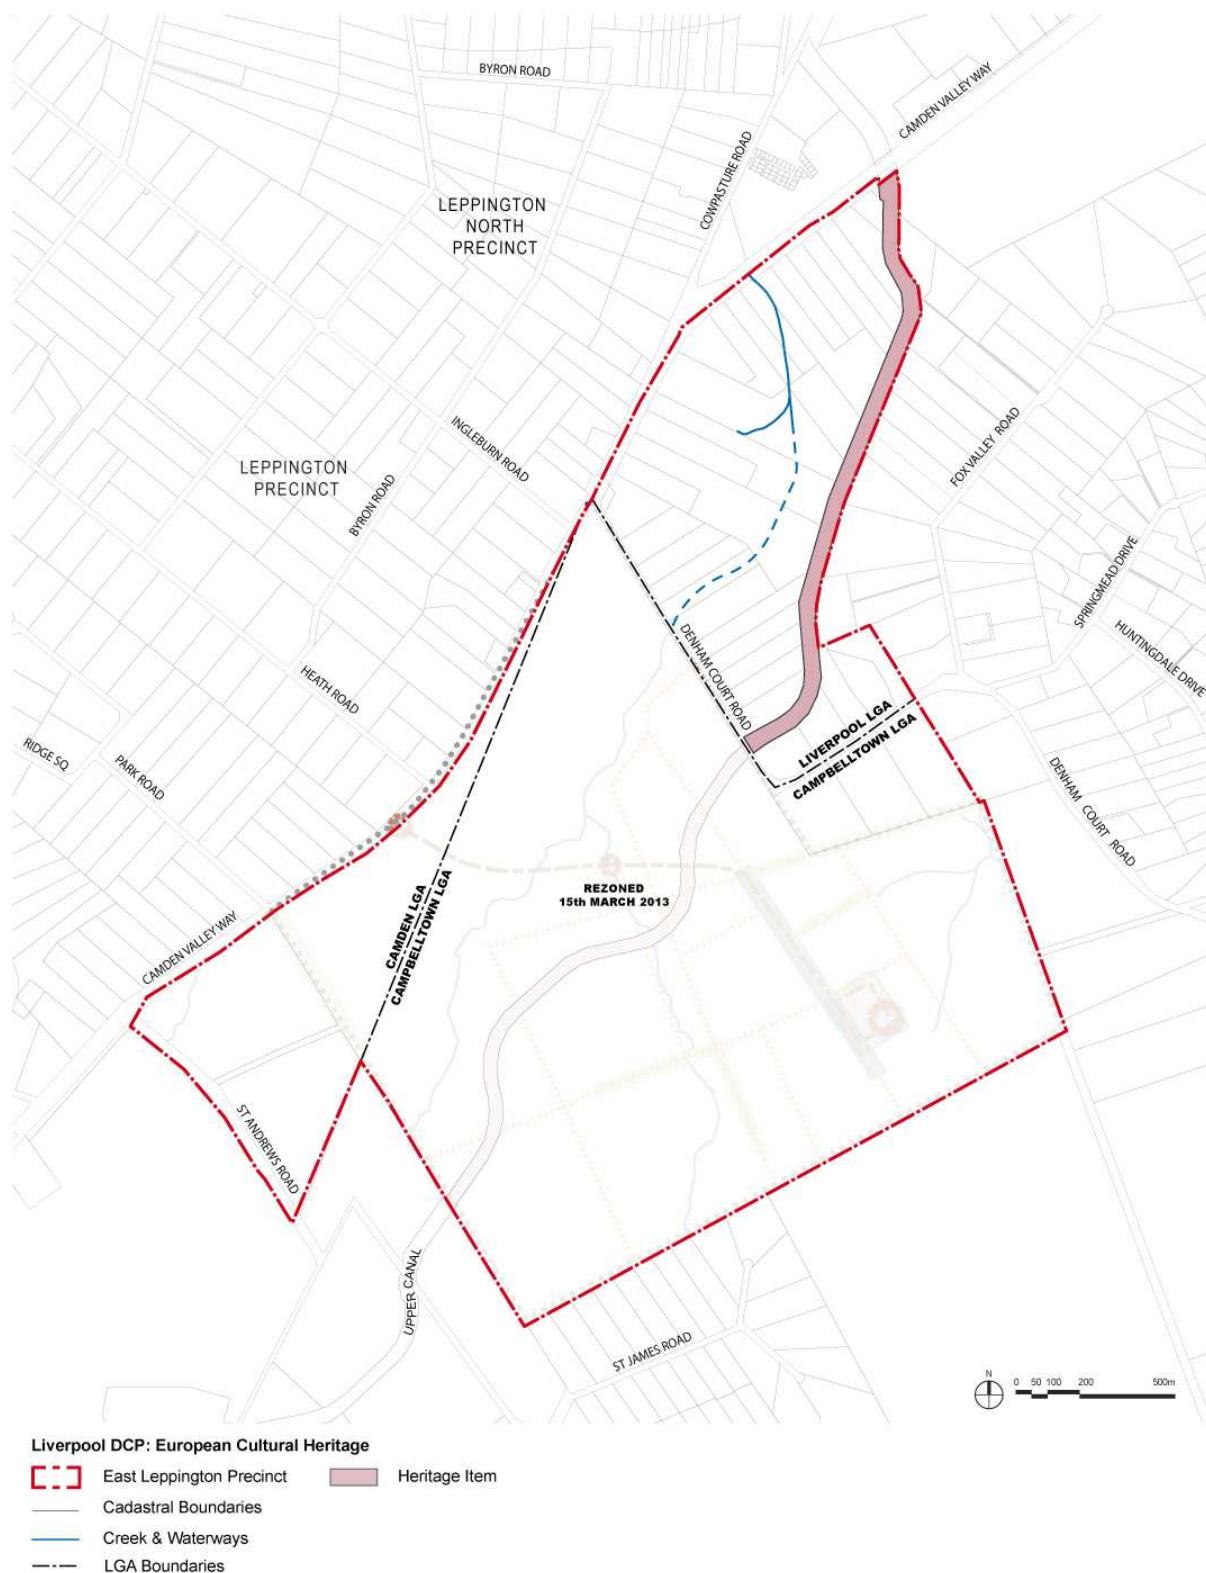 BYRON ROAD
CAMDEN VALLEY WAY
COWPASTURE ROAD
LEPPINGTON
NORTH
PRECINCT
INGLEBURN ROAD
FOX VALLEY ROAD
LEPPINGTON
PRECINCT
BYRON ROAD
SPRINGMEAD DRIVE
HUNTINGDALE DRIVE
DENHAM COURT ROAD
HEATH ROAD
LIVERPOOL LGA
CAMPBELLTOWN LGA
RIDGE SQ
PARK ROAD
DENHAM COURT ROAD
REZONED
15th MARCH 2013
CAMDEN LGA
CAMPBELLTOWN LGA
CAMDEN VALLEY WAY
ST ANDREWS ROAD
UPPER CANAL
ST JAMES ROAD
N
0 50 100 200 500m
Liverpool DCP: European Cultural Heritage
East Leppington Precinct
Heritage Item
Cadastral Boundaries
Creek & Waterways
LGA Boundaries